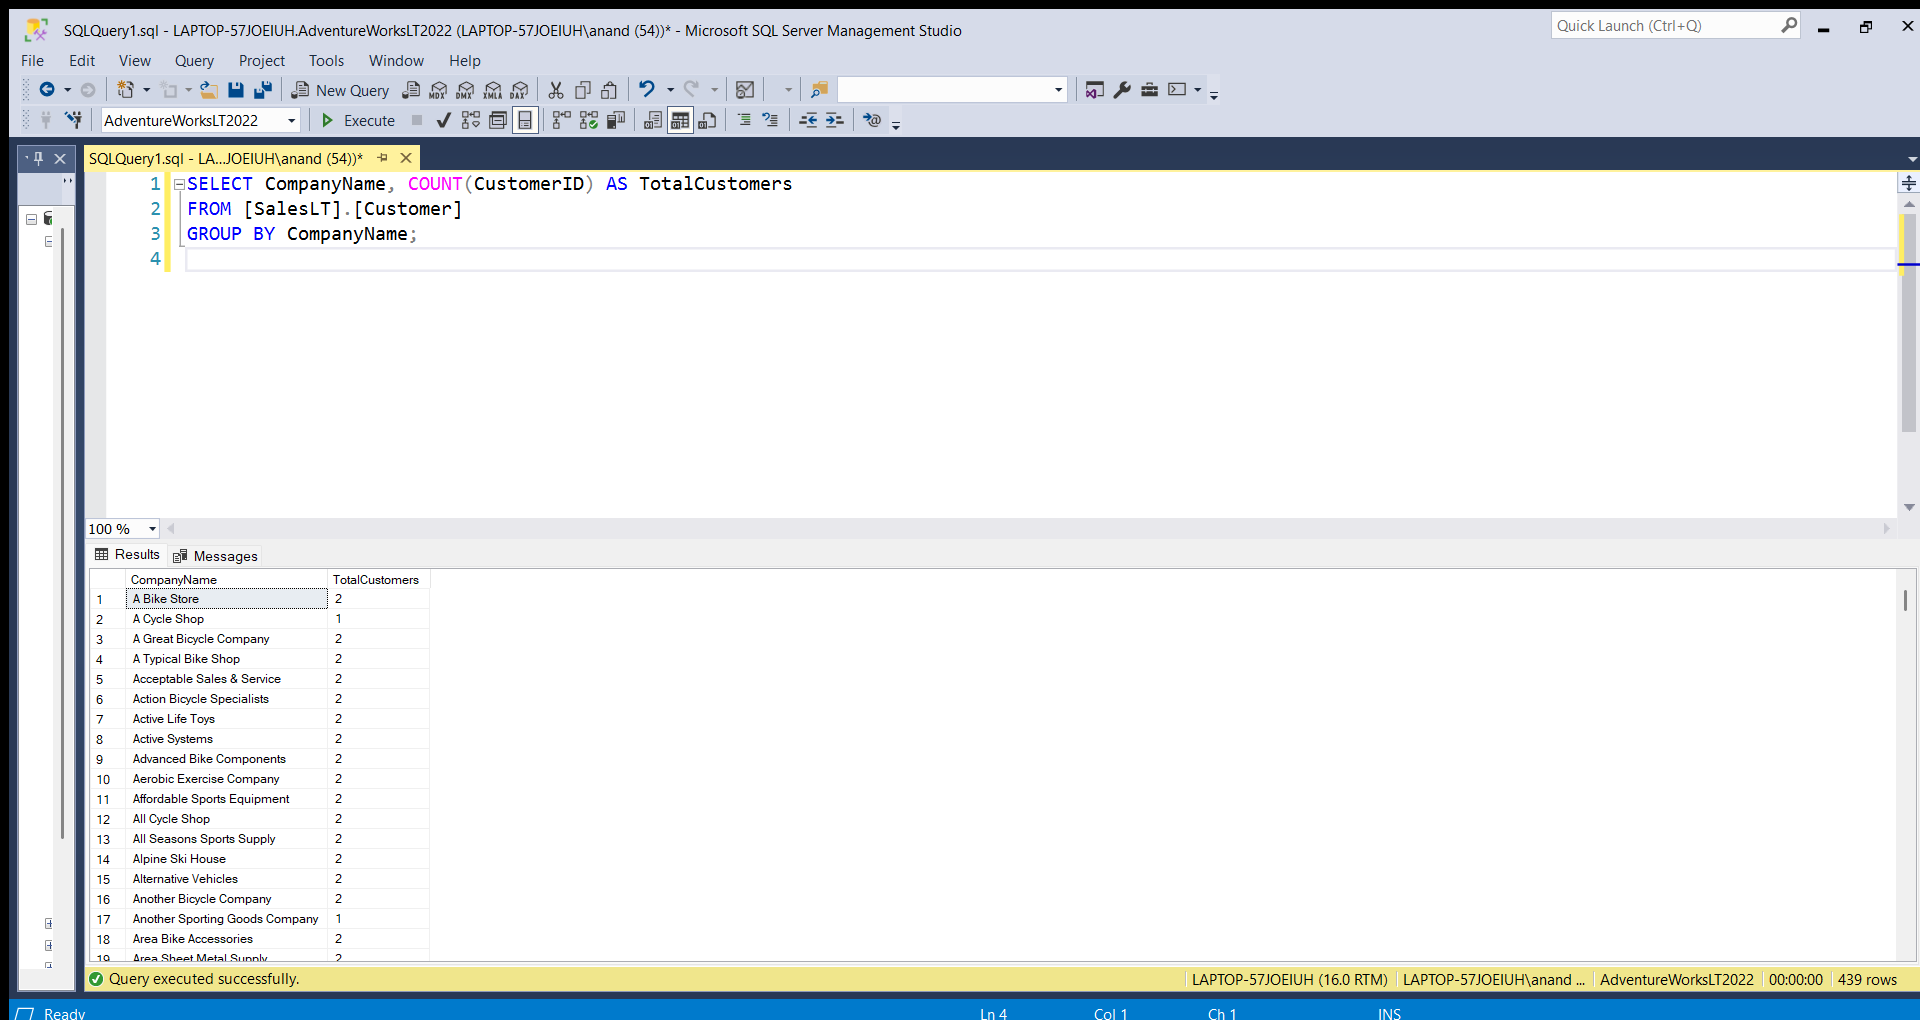 SQLQuery1.sql - LAPTOP-57JOEIUH.AdventureWorksLT2022 (LAPTOP-57JOEIUH\anand (54))* - Microsoft SQL Server Management Studio
Quick Launch (Ctrl+Q)
File Edit View Query Project Tools Window Help
New Query MDX DMX XMLA DAX
AdventureWorksLT2022 Execute
SQLQuery1.sql - LA...JOEIUH\anand (54))*
1 SELECT CompanyName, COUNT(CustomerID) AS TotalCustomers
2 FROM [SalesLT].[Customer]
3 GROUP BY CompanyName;
4
100 %
Results Messages
CompanyName TotalCustomers
1 A Bike Store 2
2 A Cycle Shop 1
3 A Great Bicycle Company 2
4 A Typical Bike Shop 2
5 Acceptable Sales & Service 2
6 Action Bicycle Specialists 2
7 Active Life Toys 2
8 Active Systems 2
9 Advanced Bike Components 2
10 Aerobic Exercise Company 2
11 Affordable Sports Equipment 2
12 All Cycle Shop 2
13 All Seasons Sports Supply 2
14 Alpine Ski House 2
15 Alternative Vehicles 2
16 Another Bicycle Company 2
17 Another Sporting Goods Company 1
18 Area Bike Accessories 2
19 Area Sheet Metal Supply 2
Query executed successfully. LAPTOP-57JOEIUH (16.0 RTM) LAPTOP-57JOEIUH\anand ... AdventureWorksLT2022 00:00:00 439 rows
Ready Ln 4 Col 1 Ch 1 INS